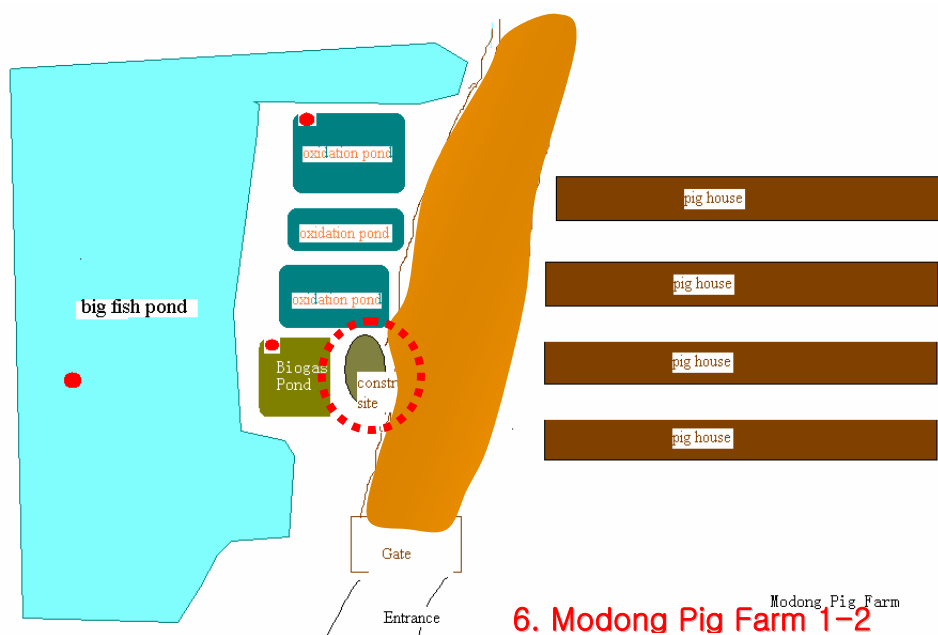 oxidation pond
pig house
oxidation pond
pig house
oxidation pond
big fish pond
Biogas
Pond
constr
site
pig house
pig house
Gate
Entrance
Modong Pig Farm
6. Modong Pig Farm 1-2